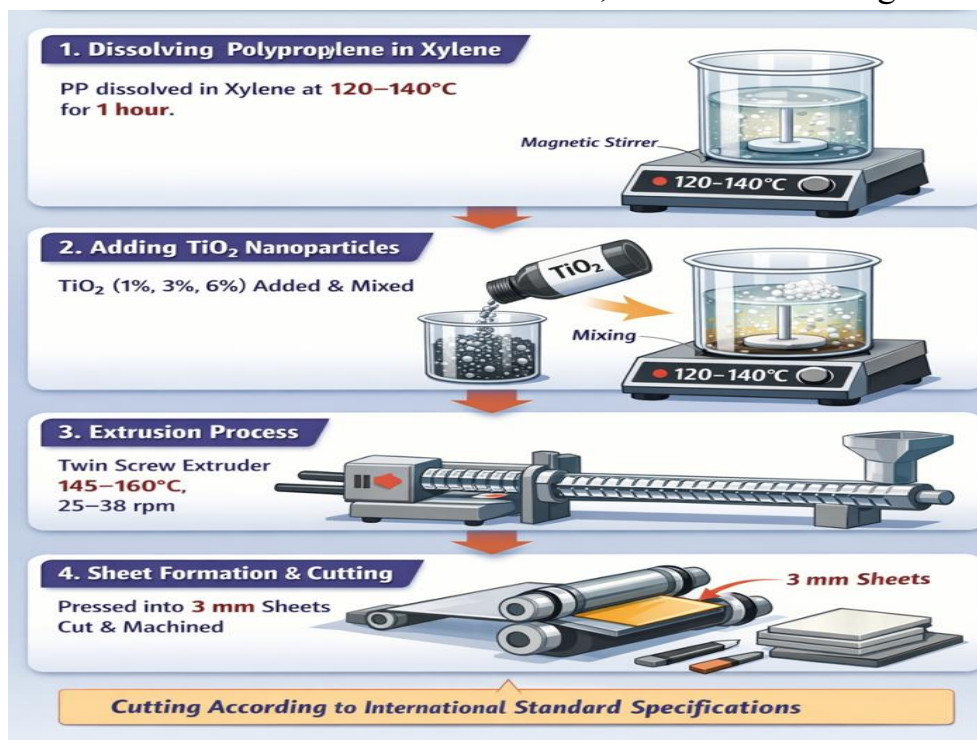 1. Dissolving Polypropylene in Xylene
PP dissolved in Xylene at 120–140°C
for 1 hour.
Magnetic Stirrer
120–140°C
2. Adding TiO₂ Nanoparticles
TiO₂ (1%, 3%, 6%) Added & Mixed
TiO₂
Mixing
120–140°C
3. Extrusion Process
Twin Screw Extruder
145–160°C,
25–38 rpm
4. Sheet Formation & Cutting
Pressed into 3 mm Sheets
Cut & Machined
3 mm Sheets
Cutting According to International Standard Specifications